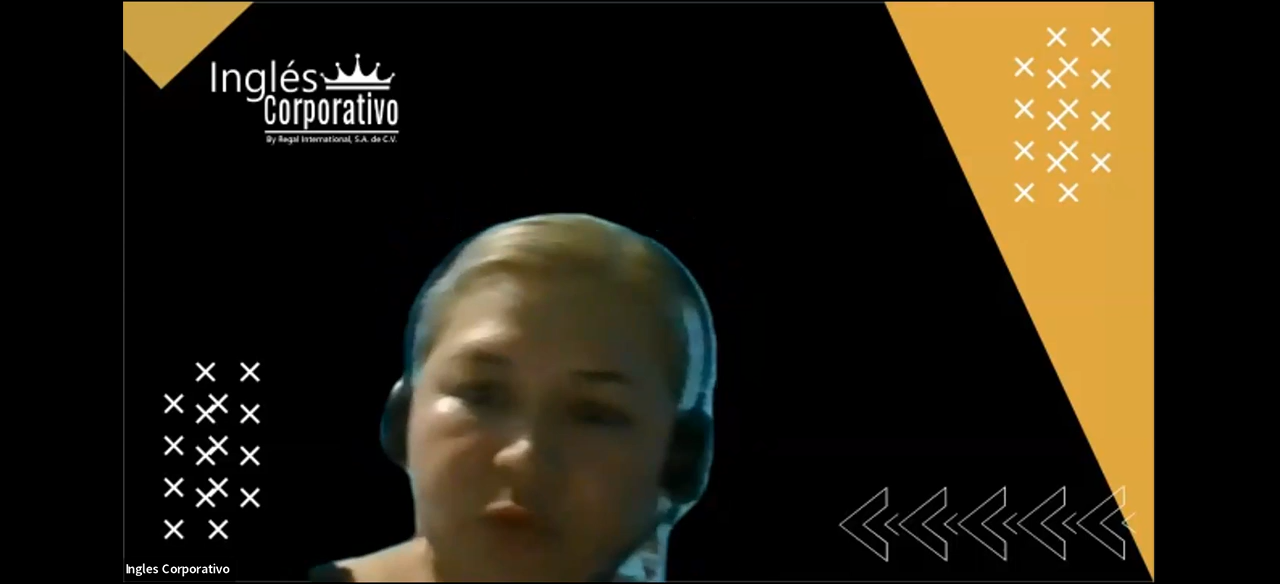 Inglés
Corporativo
By Regal International, S.A. de C.V.
Ingles Corporativo